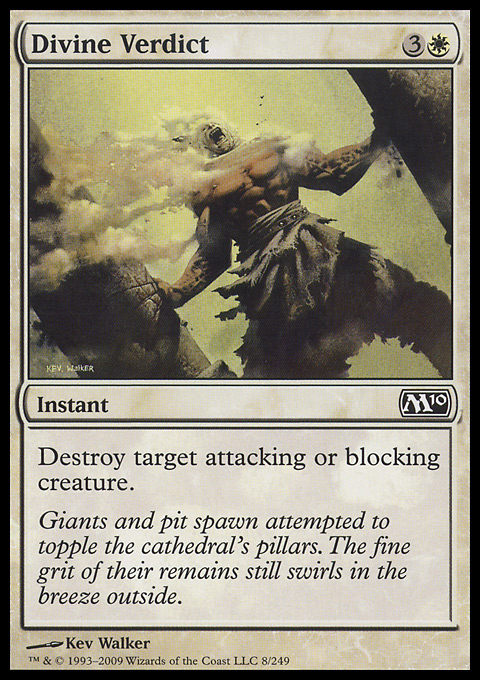 Divine Verdict 3
KEV. WALKER
Instant M10
Destroy target attacking or blocking
creature.
Giants and pit spawn attempted to
topple the cathedral's pillars. The fine
grit of their remains still swirls in the
breeze outside.
Kev Walker
™ & © 1993–2009 Wizards of the Coast LLC 8/249